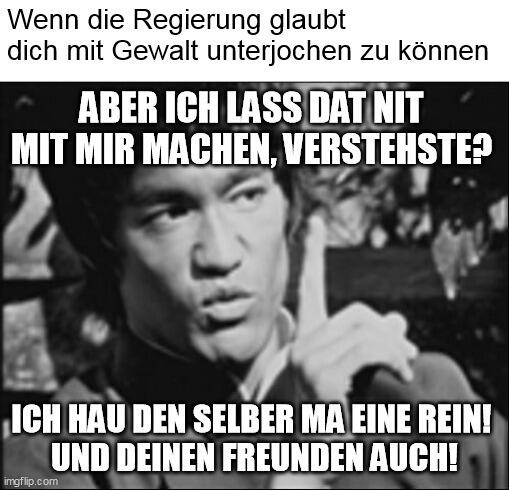 Wenn die Regierung glaubt
dich mit Gewalt unterjochen zu können
ABER ICH LASS DAT NIT
MIT MIR MACHEN, VERSTEHSTE?
ICH HAU DEN SELBER MA EINE REIN!
UND DEINEN FREUNDEN AUCH!
imgflip.com